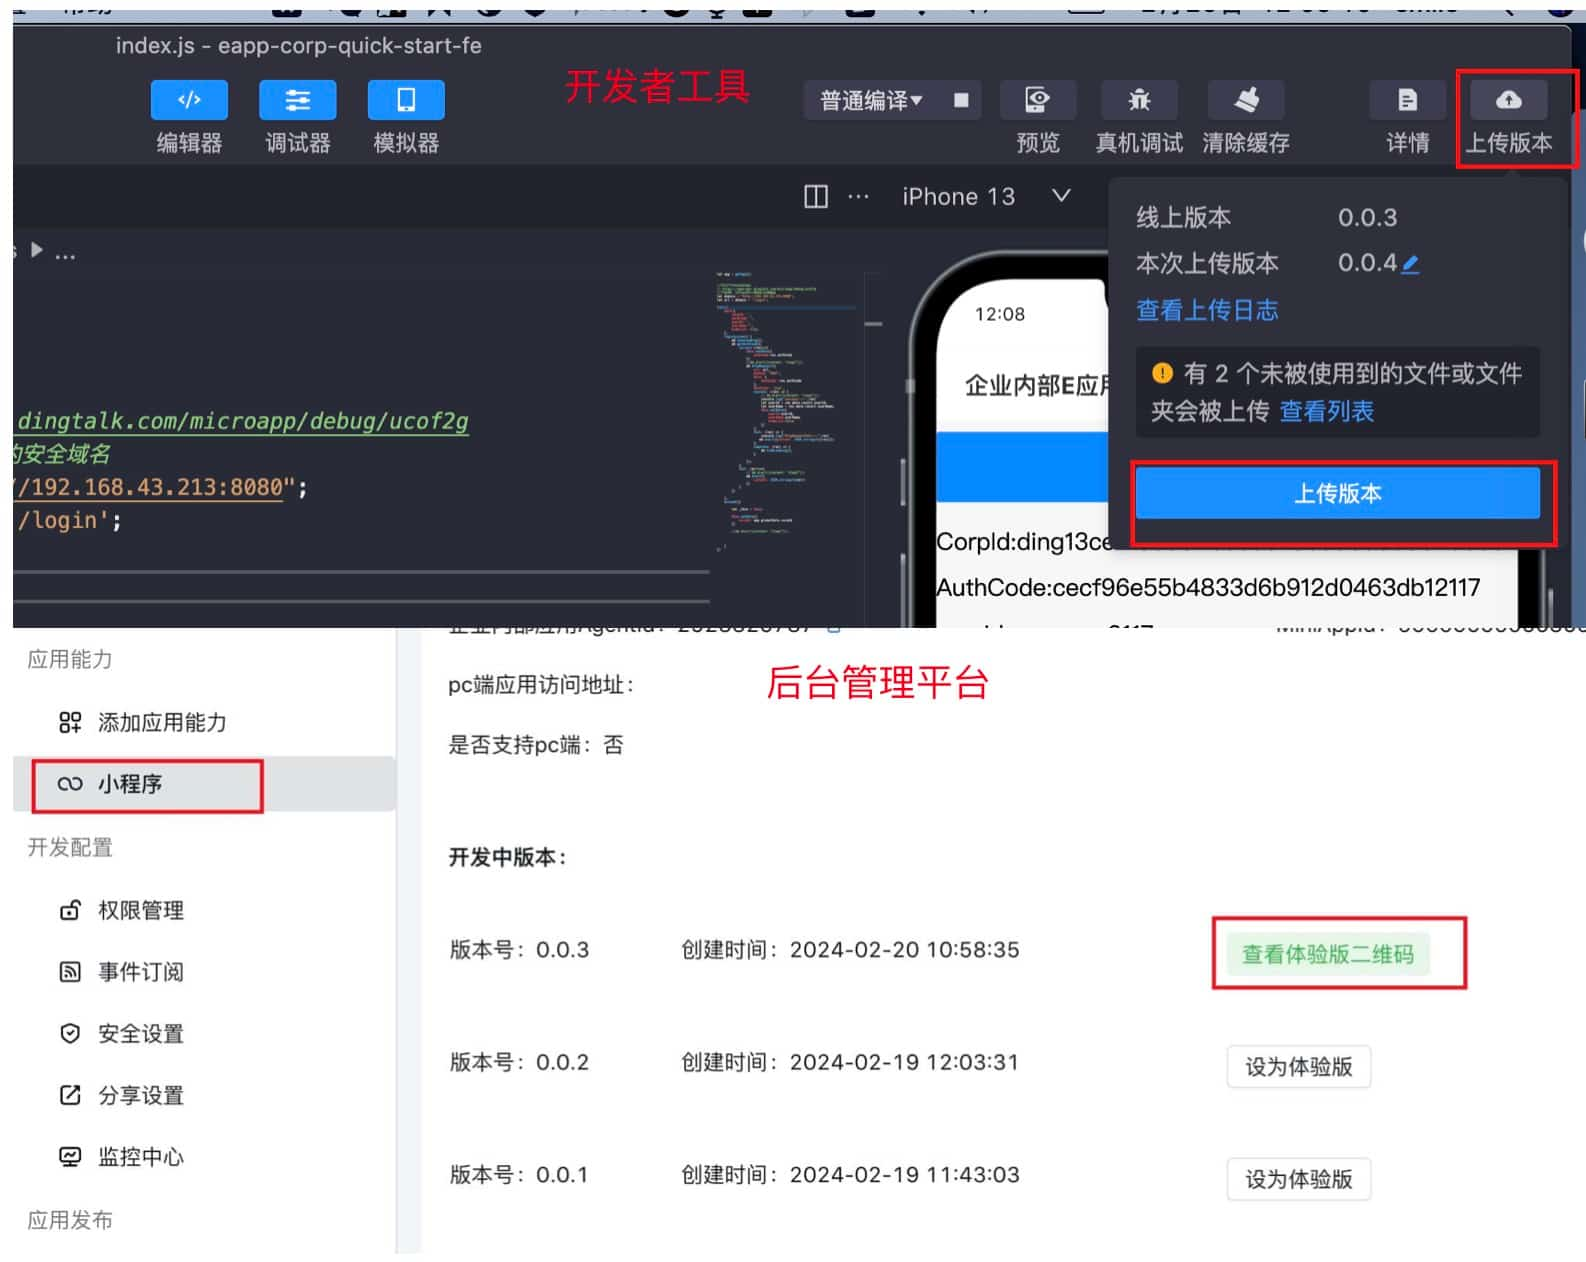 index.js - eapp-corp-quick-start-fe
开发者工具
编辑器
调试器
模拟器
普通编译▾
预览
真机调试
清除缓存
详情
上传版本
iPhone 13
线上版本 0.0.3
本次上传版本 0.0.4
查看上传日志
有 2 个未被使用到的文件或文件
夹会被上传 查看列表
上传版本
...
dingtalk.com/microapp/debug/ucof2g
的安全域名
//192.168.43.213:8080";
/login';
12:08
企业内部E应用
CorpId:ding13ce
AuthCode:cecf96e55b4833d6b912d0463db12117
后台管理平台
应用能力
添加应用能力
小程序
开发配置
权限管理
事件订阅
安全设置
分享设置
监控中心
应用发布
pc端应用访问地址：
是否支持pc端：否
开发中版本：
版本号：0.0.3 创建时间：2024-02-20 10:58:35 查看体验版二维码
版本号：0.0.2 创建时间：2024-02-19 12:03:31 设为体验版
版本号：0.0.1 创建时间：2024-02-19 11:43:03 设为体验版